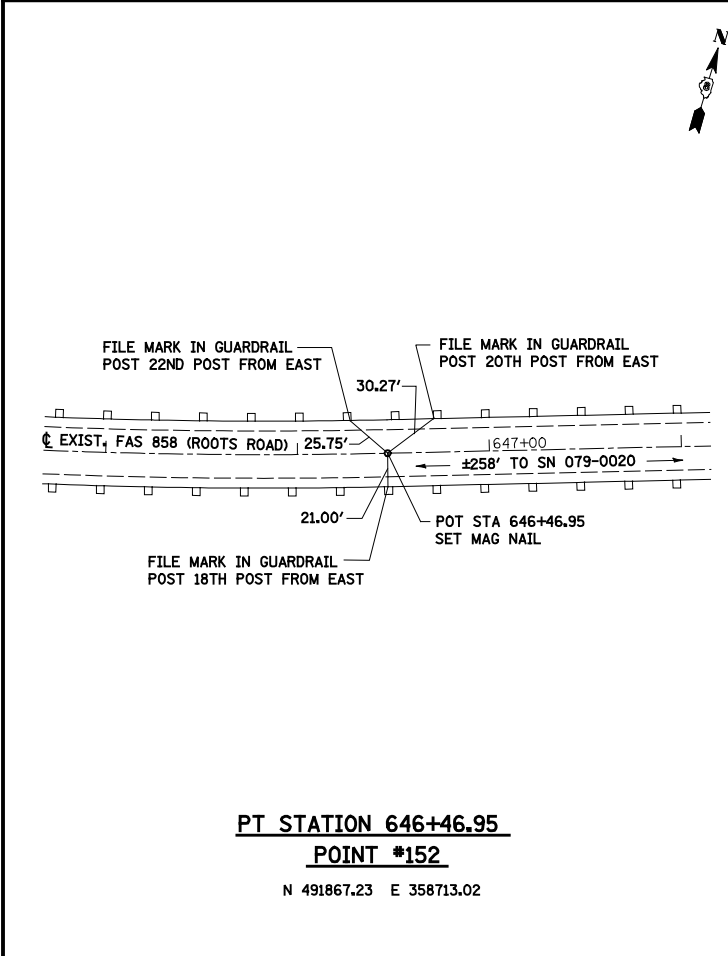 N
FILE MARK IN GUARDRAIL
POST 22ND POST FROM EAST
FILE MARK IN GUARDRAIL
POST 20TH POST FROM EAST
30.27'
℄ EXIST. FAS 858 (ROOTS ROAD)
25.75'
647+00
±258' TO SN 079-0020
21.00'
POT STA 646+46.95
SET MAG NAIL
FILE MARK IN GUARDRAIL
POST 18TH POST FROM EAST
PT STATION 646+46.95
POINT #152
N 491867.23 E 358713.02